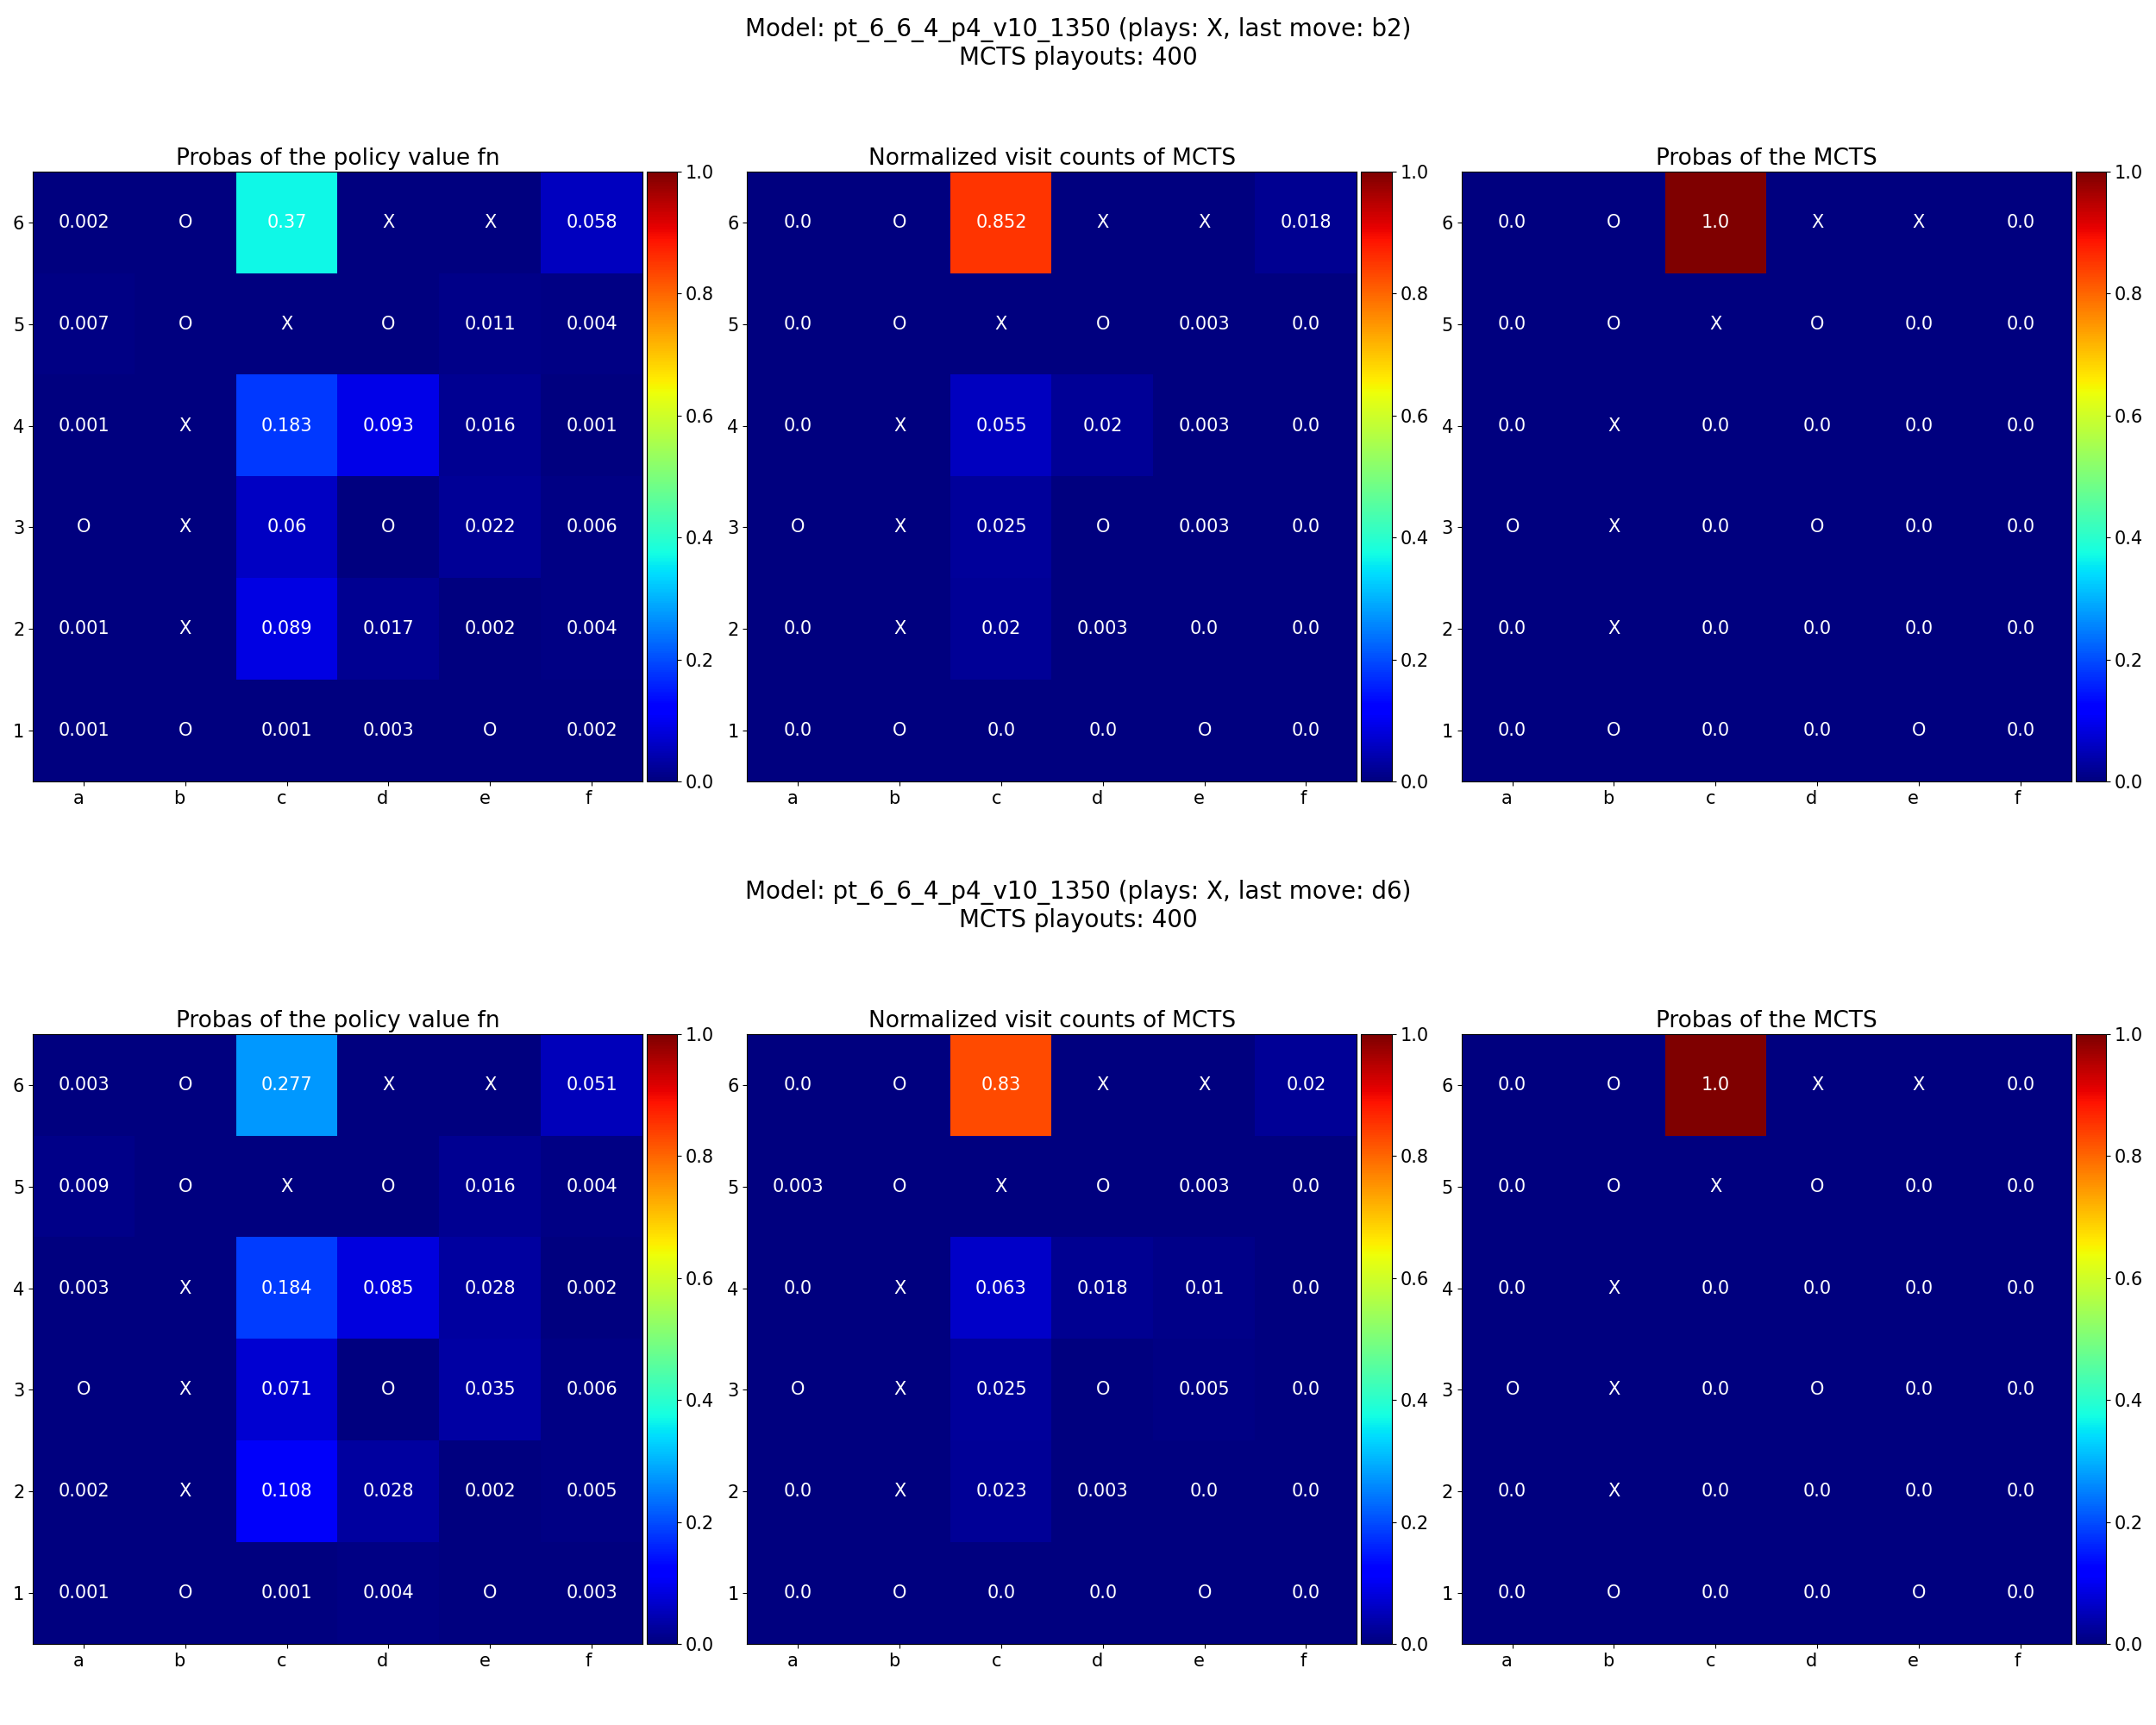 Model: pt_6_6_4_p4_v10_1350 (plays: X, last move: b2)
MCTS playouts: 400
Probas of the policy value fn
6 0.002 O 0.37 X X 0.058
5 0.007 O X O 0.011 0.004
4 0.001 X 0.183 0.093 0.016 0.001
3 O X 0.06 O 0.022 0.006
2 0.001 X 0.089 0.017 0.002 0.004
1 0.001 O 0.001 0.003 O 0.002
a b c d e f
1.0
0.8
0.6
0.4
0.2
0.0
Normalized visit counts of MCTS
6 0.0 O 0.852 X X 0.018
5 0.0 O X O 0.003 0.0
4 0.0 X 0.055 0.02 0.003 0.0
3 O X 0.025 O 0.003 0.0
2 0.0 X 0.02 0.003 0.0 0.0
1 0.0 O 0.0 0.0 O 0.0
a b c d e f
1.0
0.8
0.6
0.4
0.2
0.0
Probas of the MCTS
6 0.0 O 1.0 X X 0.0
5 0.0 O X O 0.0 0.0
4 0.0 X 0.0 0.0 0.0 0.0
3 O X 0.0 O 0.0 0.0
2 0.0 X 0.0 0.0 0.0 0.0
1 0.0 O 0.0 0.0 O 0.0
a b c d e f
1.0
0.8
0.6
0.4
0.2
0.0
Model: pt_6_6_4_p4_v10_1350 (plays: X, last move: d6)
MCTS playouts: 400
Probas of the policy value fn
6 0.003 O 0.277 X X 0.051
5 0.009 O X O 0.016 0.004
4 0.003 X 0.184 0.085 0.028 0.002
3 O X 0.071 O 0.035 0.006
2 0.002 X 0.108 0.028 0.002 0.005
1 0.001 O 0.001 0.004 O 0.003
a b c d e f
1.0
0.8
0.6
0.4
0.2
0.0
Normalized visit counts of MCTS
6 0.0 O 0.83 X X 0.02
5 0.003 O X O 0.003 0.0
4 0.0 X 0.063 0.018 0.01 0.0
3 O X 0.025 O 0.005 0.0
2 0.0 X 0.023 0.003 0.0 0.0
1 0.0 O 0.0 0.0 O 0.0
a b c d e f
1.0
0.8
0.6
0.4
0.2
0.0
Probas of the MCTS
6 0.0 O 1.0 X X 0.0
5 0.0 O X O 0.0 0.0
4 0.0 X 0.0 0.0 0.0 0.0
3 O X 0.0 O 0.0 0.0
2 0.0 X 0.0 0.0 0.0 0.0
1 0.0 O 0.0 0.0 O 0.0
a b c d e f
1.0
0.8
0.6
0.4
0.2
0.0